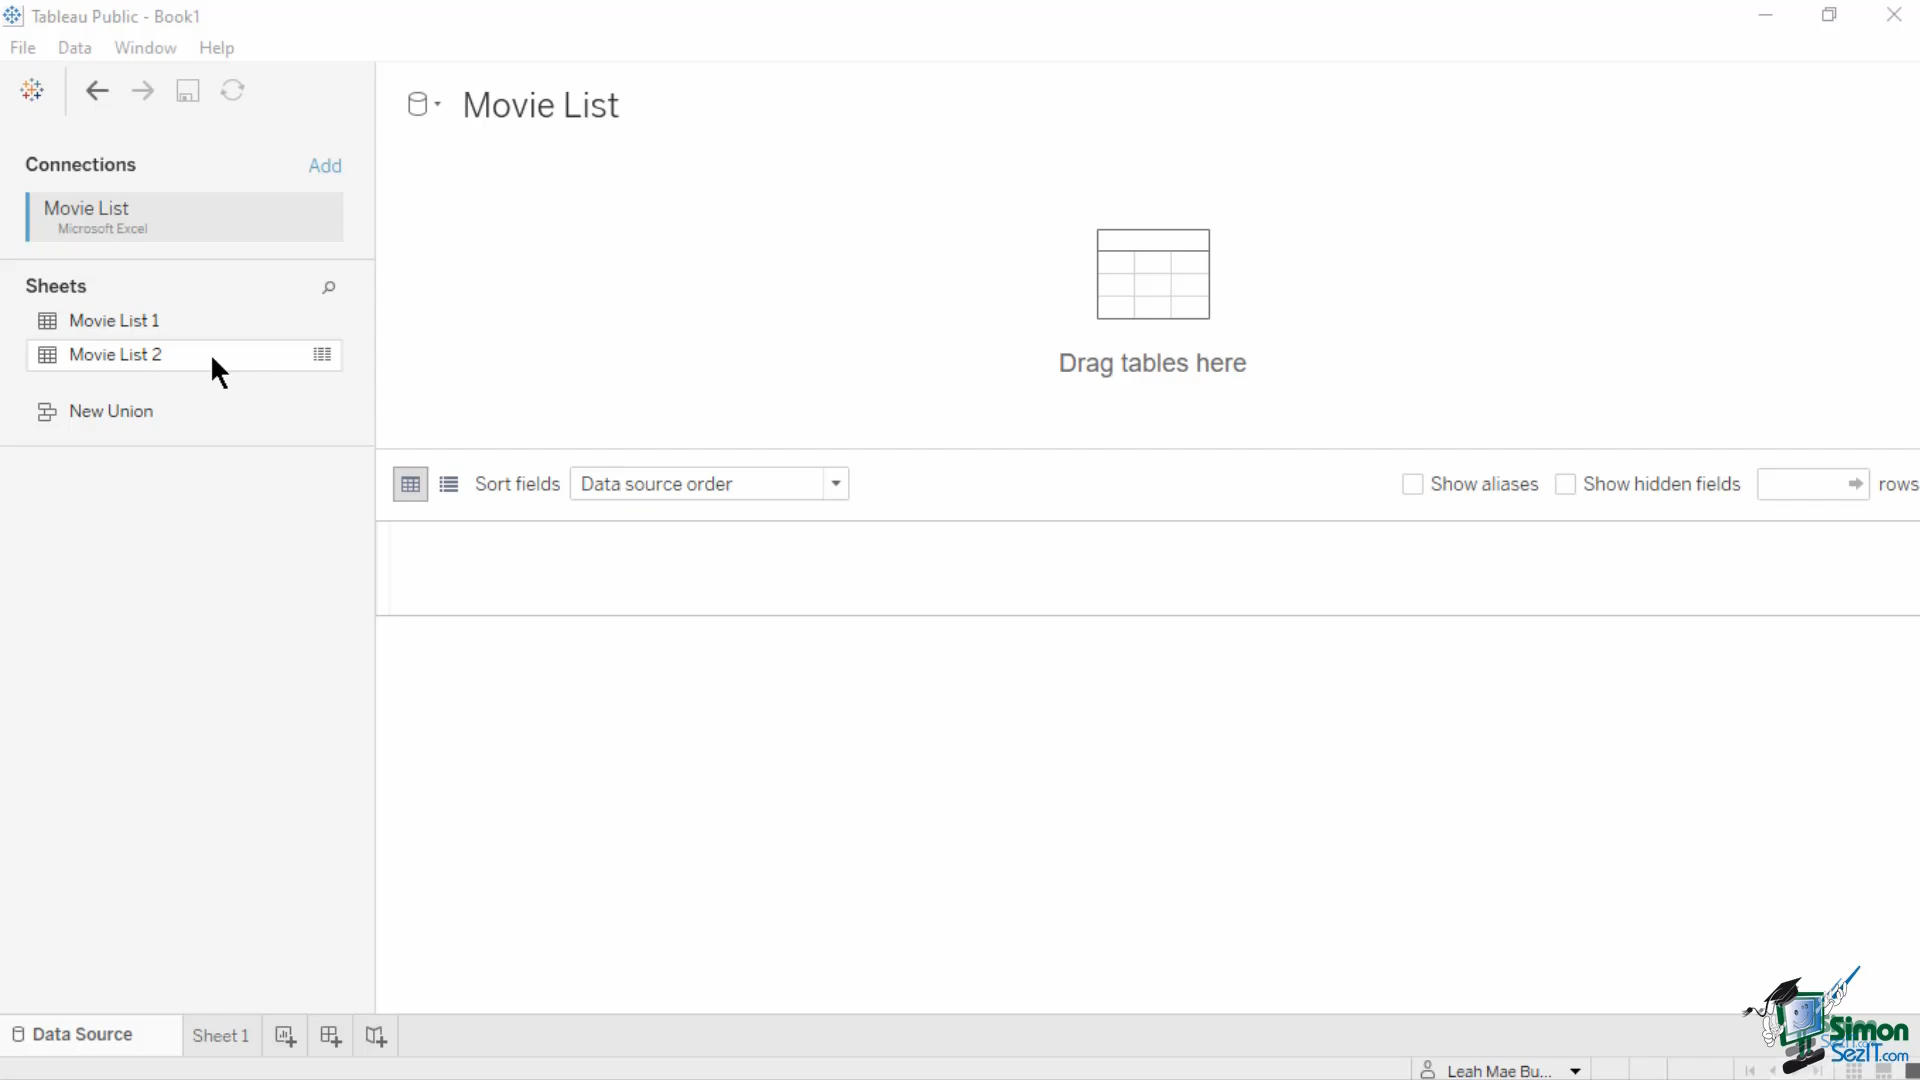 Tableau Public - Book1
File Data Window Help
Movie List
Connections Add
Movie List
Microsoft Excel
Sheets
Movie List 1
Movie List 2
New Union
Drag tables here
Sort fields Data source order Show aliases Show hidden fields rows
Data Source Sheet 1
Leah Mae Bu...
Simon
SezIT.com